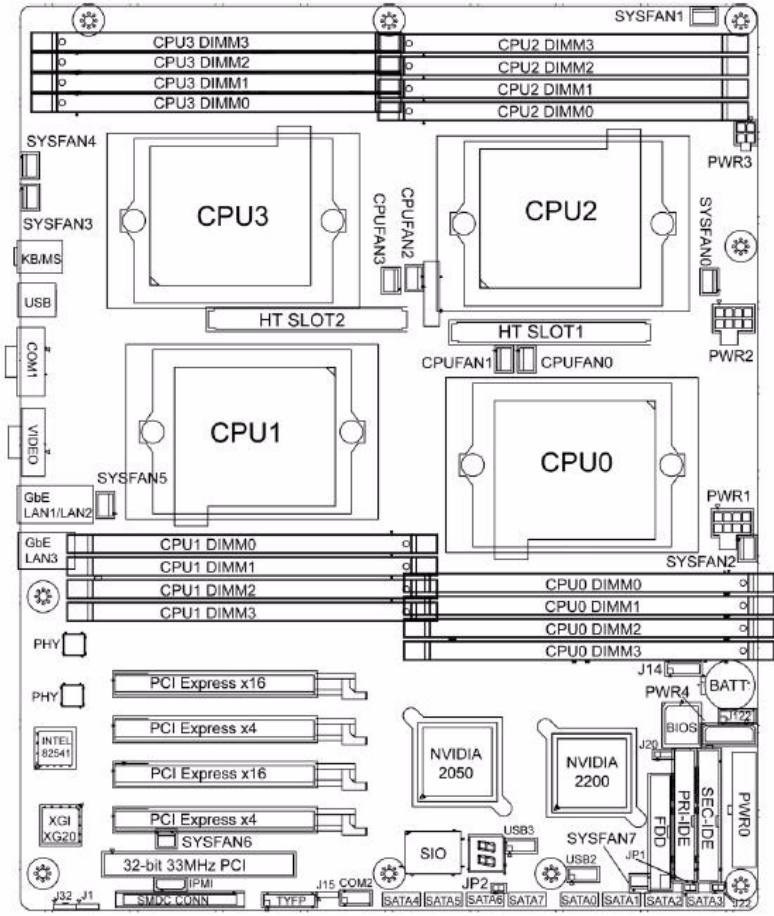 SYSFAN1
CPU3 DIMM3
CPU2 DIMM3
CPU3 DIMM2
CPU2 DIMM2
CPU3 DIMM1
CPU2 DIMM1
CPU3 DIMM0
CPU2 DIMM0
SYSFAN4
PWR3
SYSFAN3
CPU3
CPU2
CPUFAN3
CPUFAN2
SYSFAN0
KB/MS
USB
HT SLOT2
HT SLOT1
COM1
CPUFAN1
CPUFAN0
PWR2
VIDEO
CPU1
CPU0
SYSFAN5
GbE
LAN1/LAN2
PWR1
GbE
LAN3
CPU1 DIMM0
SYSFAN2
CPU1 DIMM1
CPU0 DIMM0
CPU1 DIMM2
CPU0 DIMM1
CPU1 DIMM3
CPU0 DIMM2
PHY
CPU0 DIMM3
J14
BATT
PCI Express x16
PHY
PWR4
J122
BIOS
PCI Express x4
INTEL
82541
NVIDIA
2050
NVIDIA
2200
J20
PCI Express x16
FDD
PRI-IDE
SEC-IDE
PWR0
PCI Express x4
XGI
XG20
SYSFAN6
SIO
USB3
SYSFAN7
JP1
32-bit 33MHz PCI
USB2
IPMI
JP2
J32
J1
SMDC CONN
TYFP
J15
COM2
SATA4
SATA5
SATA6
SATA7
SATA0
SATA1
SATA2
SATA3
J22